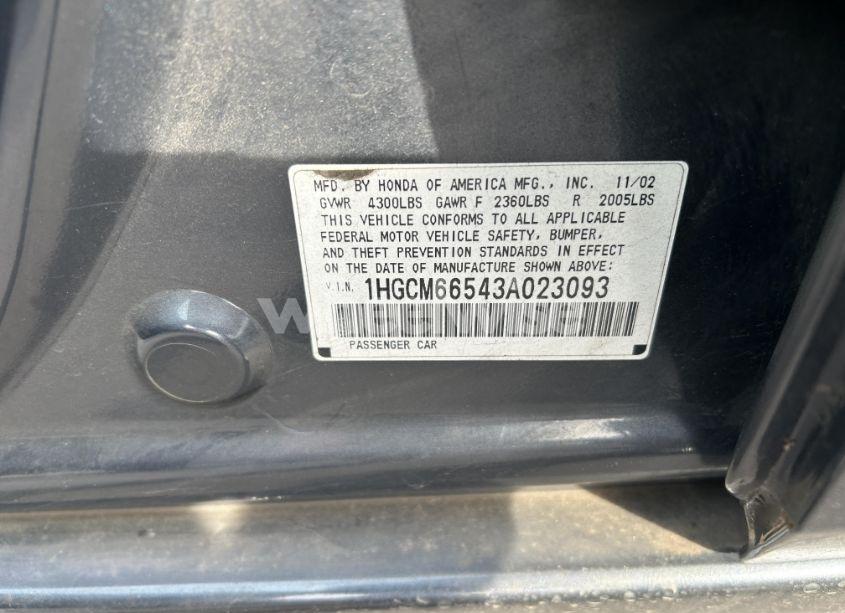 MFD. BY HONDA OF AMERICA MFG., INC. 11/02
GVWR 4300LBS GAWR F 2360LBS R 2005LBS
THIS VEHICLE CONFORMS TO ALL APPLICABLE
FEDERAL MOTOR VEHICLE SAFETY, BUMPER,
AND THEFT PREVENTION STANDARDS IN EFFECT
ON THE DATE OF MANUFACTURE SHOWN ABOVE:
V.I.N. 1HGCM66543A023093
PASSENGER CAR